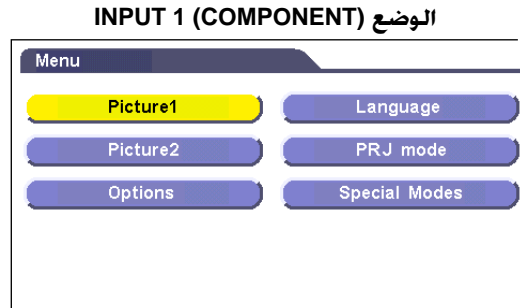 الوضع INPUT 1 (COMPONENT)
Menu
Picture1
Language
Picture2
PRJ mode
Options
Special Modes